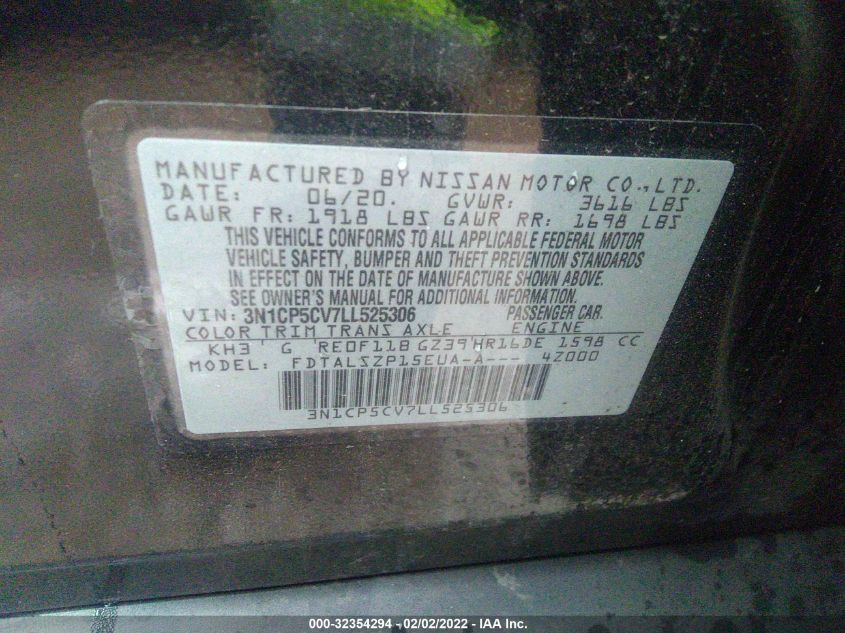 MANUFACTURED BY NISSAN MOTOR CO.,LTD.
DATE: 06/20. GVWR: 3616 LBS
GAWR FR: 1918 LBS GAWR RR: 1698 LBS
THIS VEHICLE CONFORMS TO ALL APPLICABLE FEDERAL MOTOR
VEHICLE SAFETY, BUMPER AND THEFT PREVENTION STANDARDS
IN EFFECT ON THE DATE OF MANUFACTURE SHOWN ABOVE.
SEE OWNER'S MANUAL FOR ADDITIONAL INFORMATION.
VIN: 3N1CP5CV7LL525306 PASSENGER CAR.
COLOR TRIM TRANS AXLE ENGINE
KH3 G RE0F11B GZ39 HR16DE 1598 CC
MODEL: FDTALSZP15EUA-A--- 4Z000
3N1CP5CV7LL525306
000-32354294 - 02/02/2022 - IAA Inc.